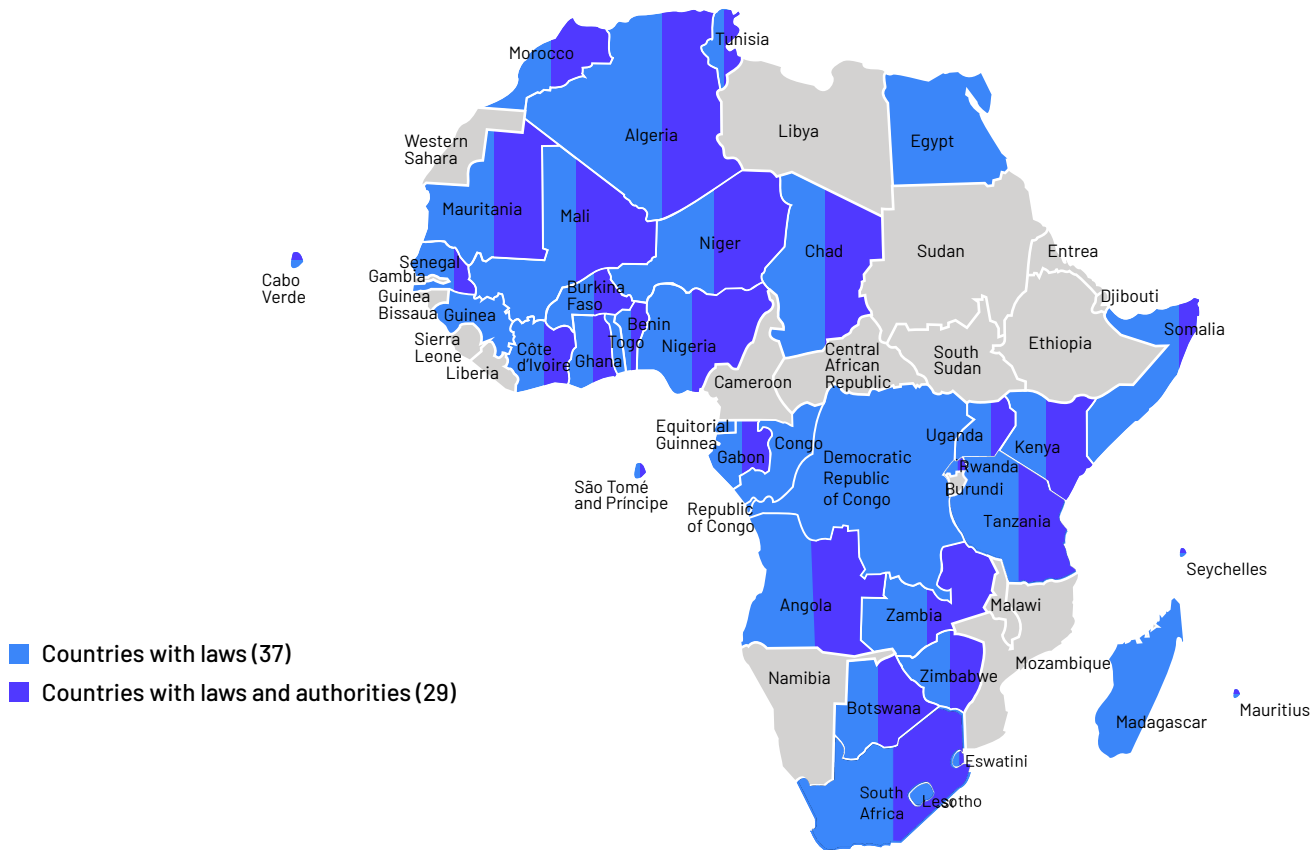 Morocco
Tunisia
Algeria
Libya
Egypt
Western
Sahara
Mauritania
Mali
Niger
Chad
Sudan
Entrea
Cabo
Verde
Senegal
Gambia
Guinea
Bissaua
Guinea
Burkina
Faso
Djibouti
Somalia
Sierra
Leone
Liberia
Côte
d'Ivoire
Ghana
Togo
Benin
Nigeria
Cameroon
Central
African
Republic
South
Sudan
Ethiopia
Equitorial
Guinnea
Gabon
Congo
Democratic
Republic
of Congo
Uganda
Kenya
Rwanda
Burundi
São Tomé
and Príncipe
Republic
of Congo
Tanzania
Seychelles
Angola
Zambia
Malawi
Countries with laws (37)
Countries with laws and authorities (29)
Namibia
Zimbabwe
Mozambique
Botswana
Madagascar
Mauritius
Eswatini
South
Africa
Lesotho